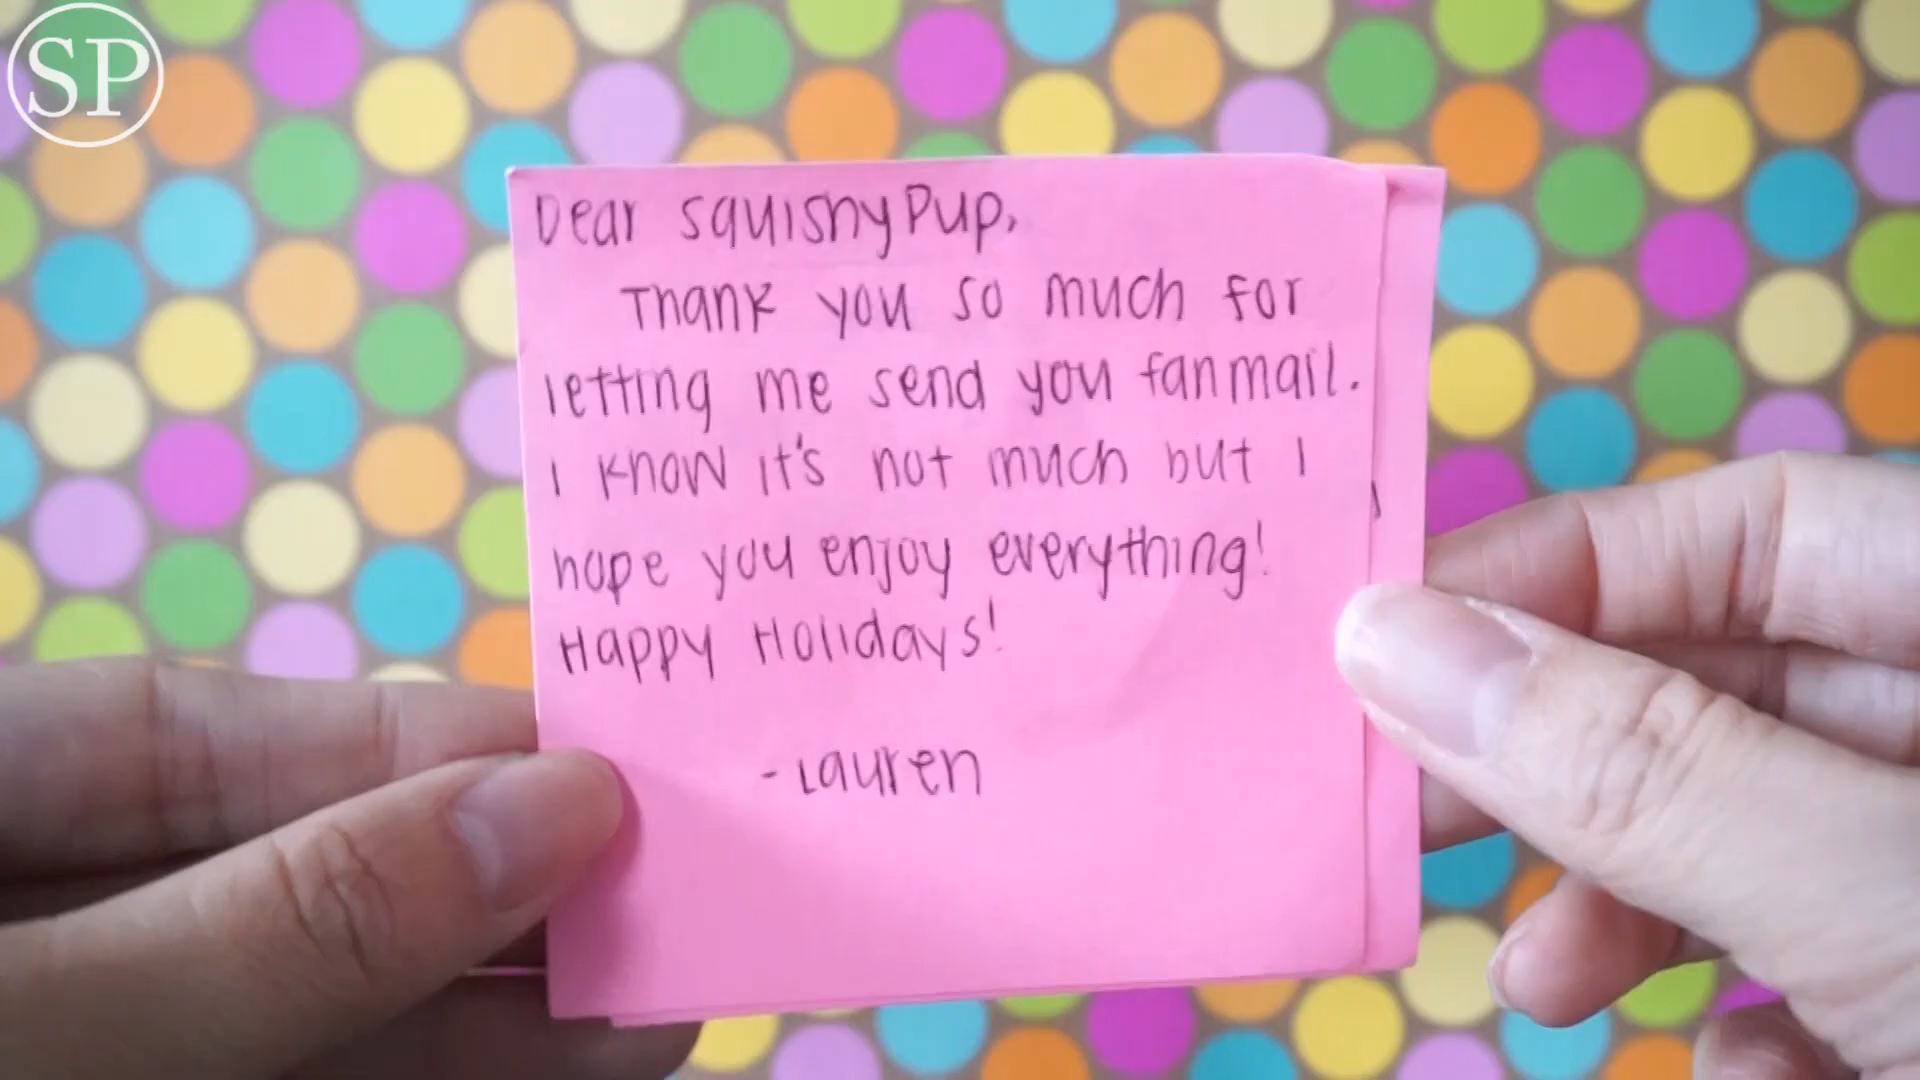 SP
Dear squishyPup,
Thank you so much for
letting me send you fanmail.
I know it's not much but I
hope you enjoy everything!
Happy Holidays!
- Lauren